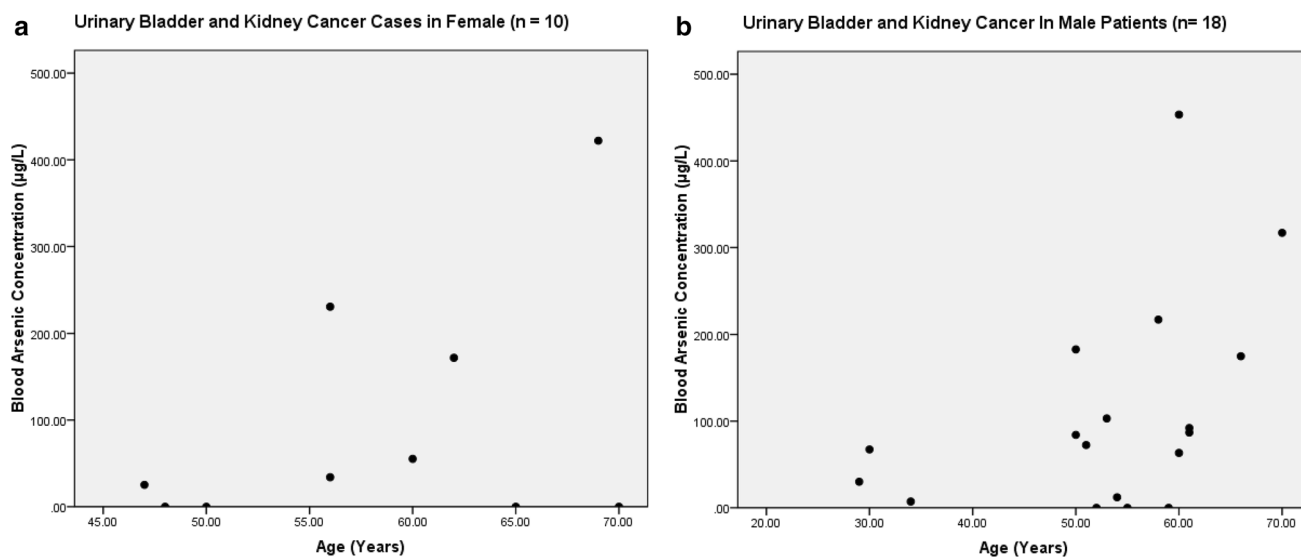 a
Urinary Bladder and Kidney Cancer Cases in Female (n = 10)
500.00
400.00
300.00
200.00
100.00
.00
Blood Arsenic Concentration (µg/L)
45.00 50.00 55.00 60.00 65.00 70.00
Age (Years)
b
Urinary Bladder and Kidney Cancer In Male Patients (n= 18)
500.00
400.00
300.00
200.00
100.00
.00
Blood Arsenic Concentration (µg/L)
20.00 30.00 40.00 50.00 60.00 70.00
Age (Years)